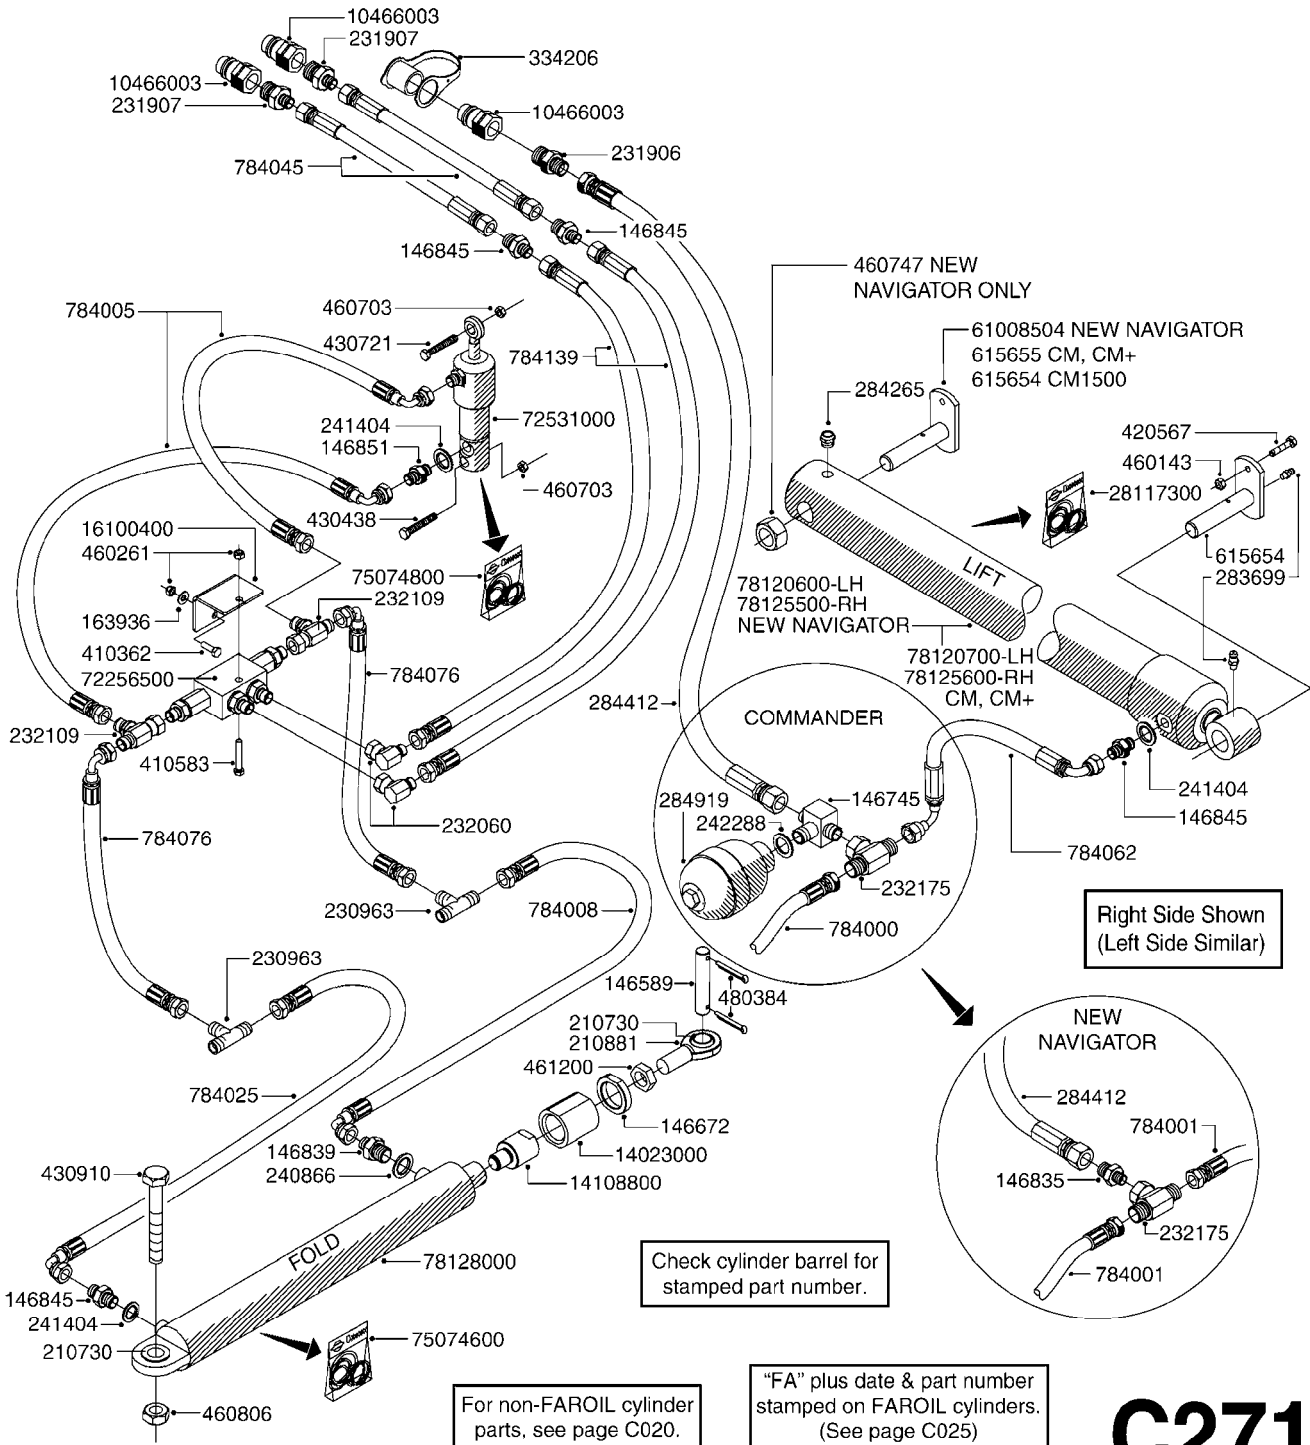 10466003
231907
334206
10466003
231907
10466003
231906
784045
146845
146845
460747 NEW
NAVIGATOR ONLY
784005
460703
430721
784139
61008504 NEW NAVIGATOR
615655 CM, CM+
615654 CM1500
284265
72531000
241404
146851
420567
460143
28117300
460703
430438
16100400
460261
LIFT
615654
283699
75074800
232109
78120600-LH
78125500-RH
NEW NAVIGATOR
163936
410362
72256500
784076
78120700-LH
78125600-RH
CM, CM+
284412
COMMANDER
232109
410583
241404
146845
284919
146745
242288
232060
784076
784062
232175
230963
784008
784000
Right Side Shown
(Left Side Similar)
230963
146589
480384
210730
210881
461200
NEW
NAVIGATOR
784025
284412
784001
146672
146839
14023000
240866
14108800
430910
146835
232175
FOLD
78128000
784001
Check cylinder barrel for
stamped part number.
146845
241404
210730
75074600
460806
For non-FAROIL cylinder
parts, see page C020.
"FA" plus date & part number
stamped on FAROIL cylinders.
(See page C025)
C271